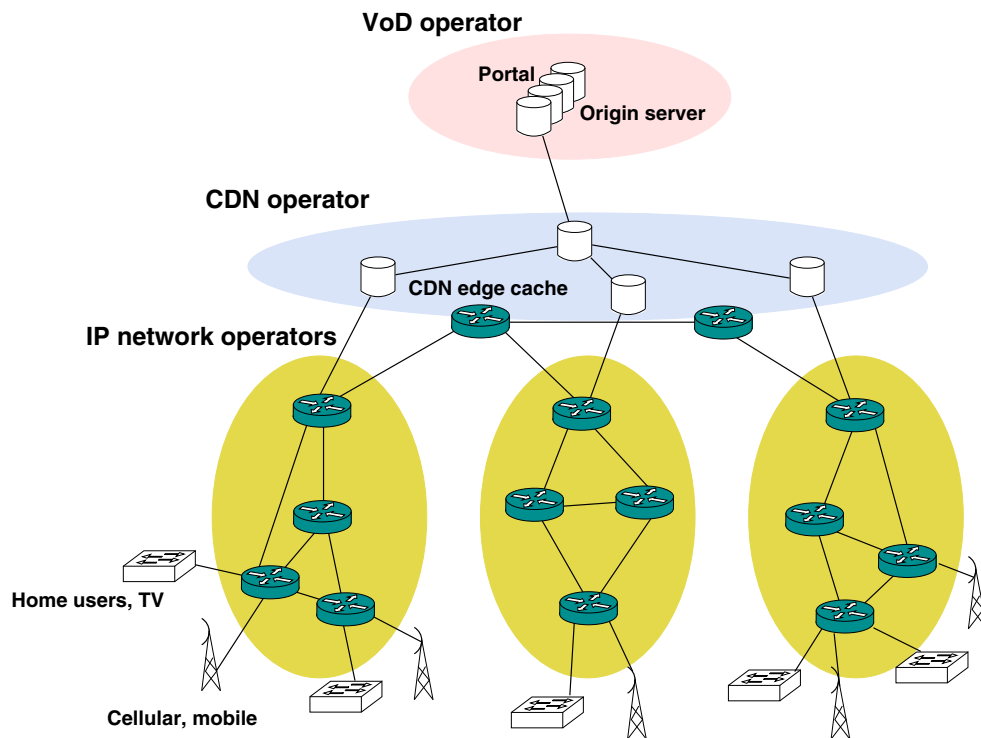 VoD operator
Portal
Origin server
CDN operator
CDN edge cache
IP network operators
Home users, TV
Cellular, mobile